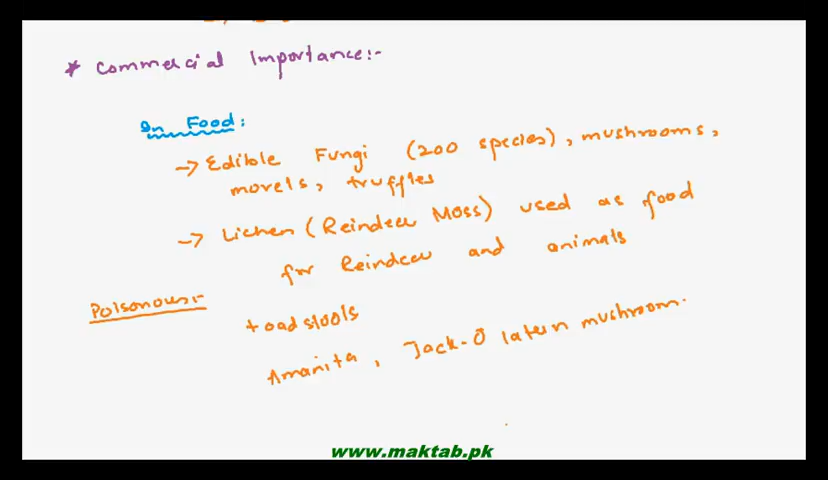 * Commercial Importance:-
In Food:
→ Edible Fungi (200 species), mushrooms,
morels, truffles
→ Lichen (Reindeer Moss) used as food
for Reindeer and animals
Poisonous:-
toadstools
Amanita, Jack-O latern mushroom.
www.maktab.pk